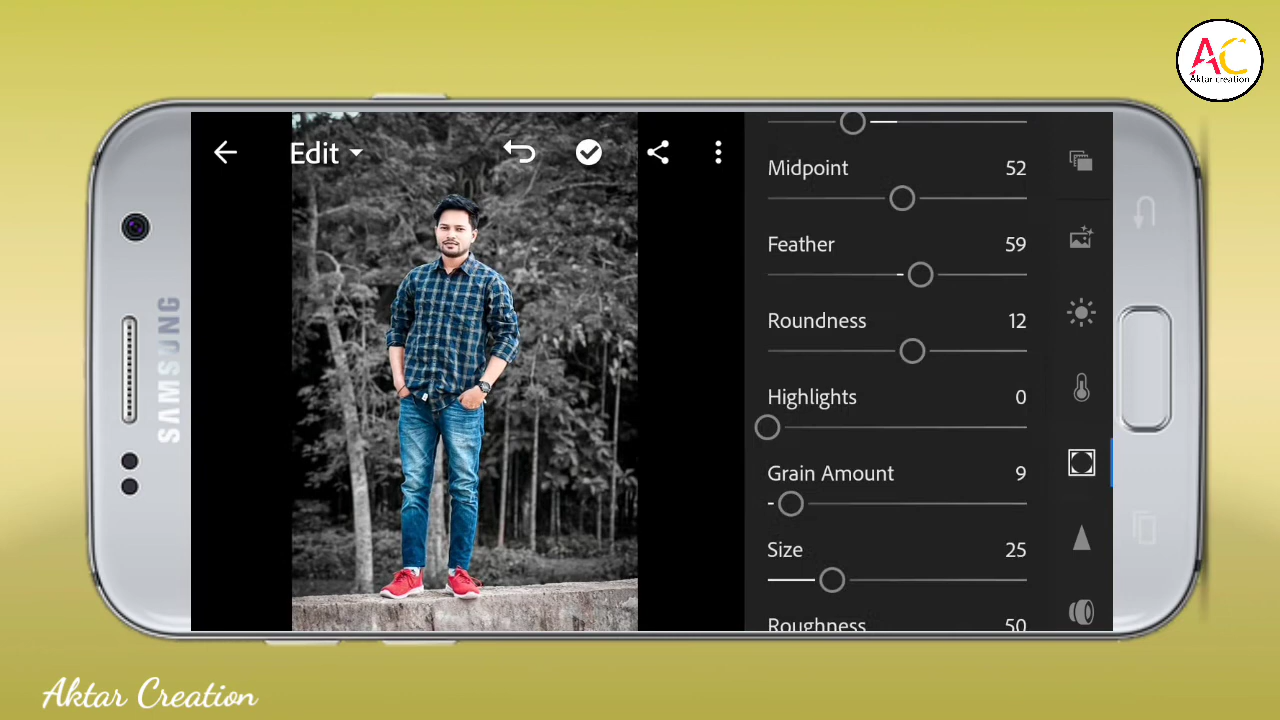 AC
Aktar creation
Edit
Midpoint 52
Feather 59
Roundness 12
Highlights 0
Grain Amount 9
Size 25
Roughness 50
SAMSUNG
Aktar Creation